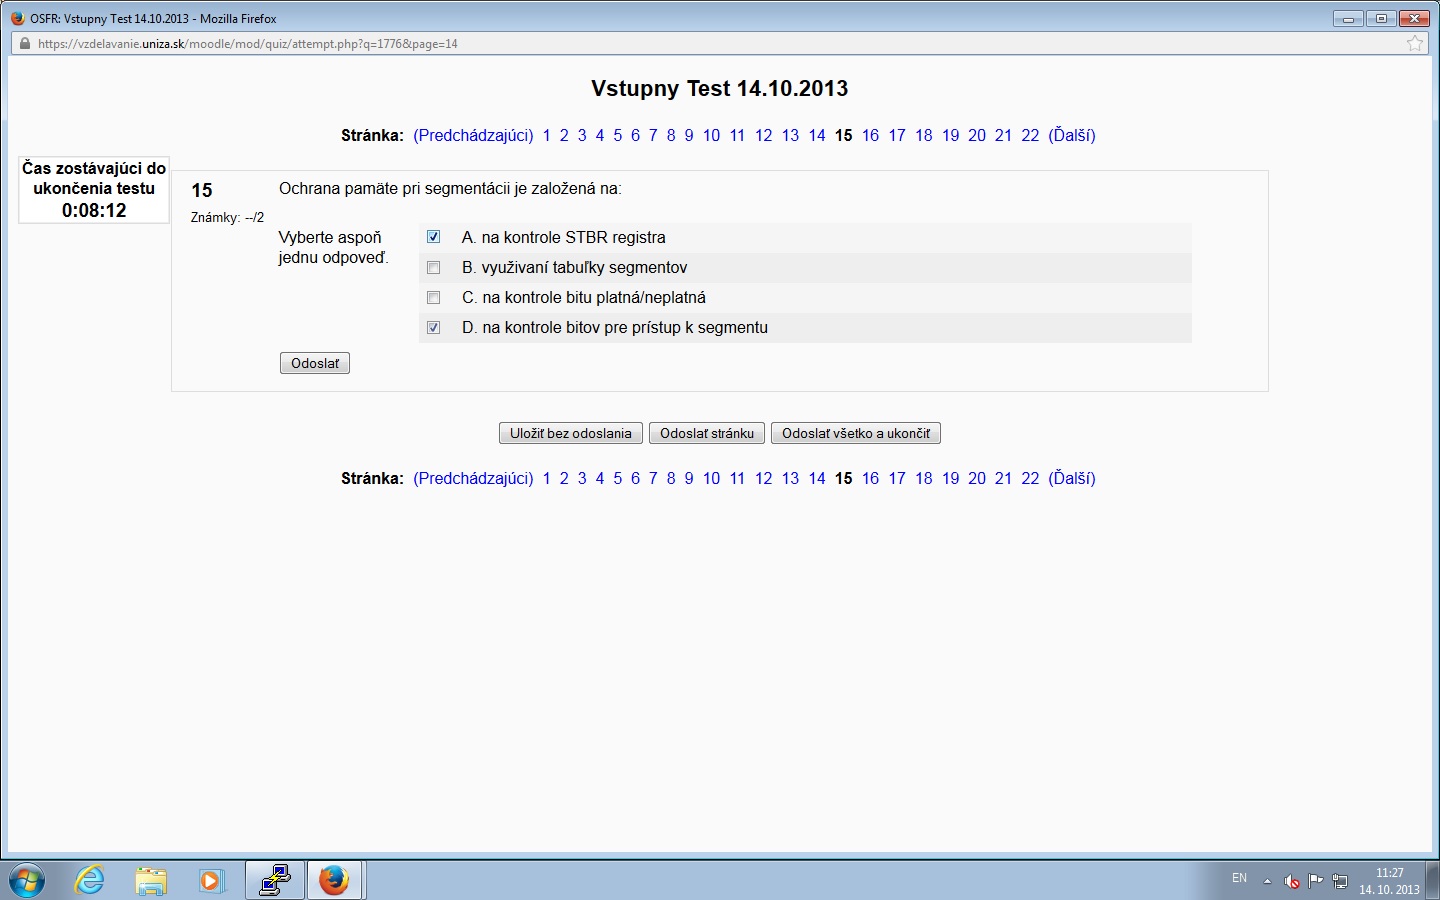 OSFR: Vstupny Test 14.10.2013 - Mozilla Firefox
https://vzdelavanie.uniza.sk/moodle/mod/quiz/attempt.php?q=1776&page=14
Vstupny Test 14.10.2013
Stránka: (Predchádzajúci) 1 2 3 4 5 6 7 8 9 10 11 12 13 14 15 16 17 18 19 20 21 22 (Ďalší)
Čas zostávajúci do
ukončenia testu
0:08:12
15
Známky: --/2
Ochrana pamäte pri segmentácii je založená na:
Vyberte aspoň
jednu odpoveď.
A. na kontrole STBR registra
B. využivaní tabuľky segmentov
C. na kontrole bitu platná/neplatná
D. na kontrole bitov pre prístup k segmentu
Odoslať
Uložiť bez odoslania Odoslať stránku Odoslať všetko a ukončiť
Stránka: (Predchádzajúci) 1 2 3 4 5 6 7 8 9 10 11 12 13 14 15 16 17 18 19 20 21 22 (Ďalší)
EN
11:27
14. 10. 2013